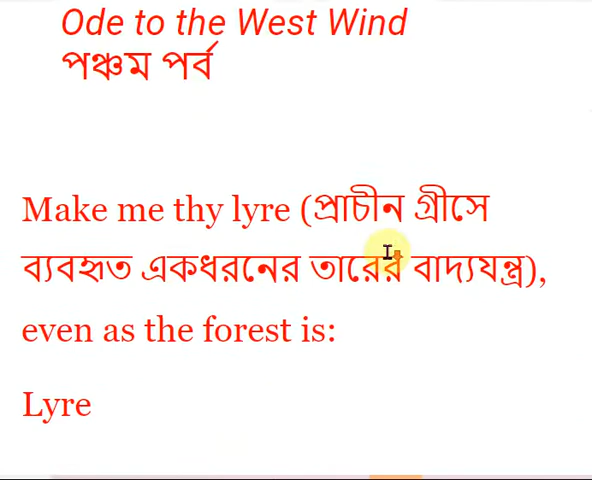 Ode to the West Wind
পঞ্চম পর্ব
Make me thy lyre (প্রাচীন গ্রীসে
ব্যবহৃত একধরনের তারের বাদ্যযন্ত্র),
even as the forest is:
Lyre